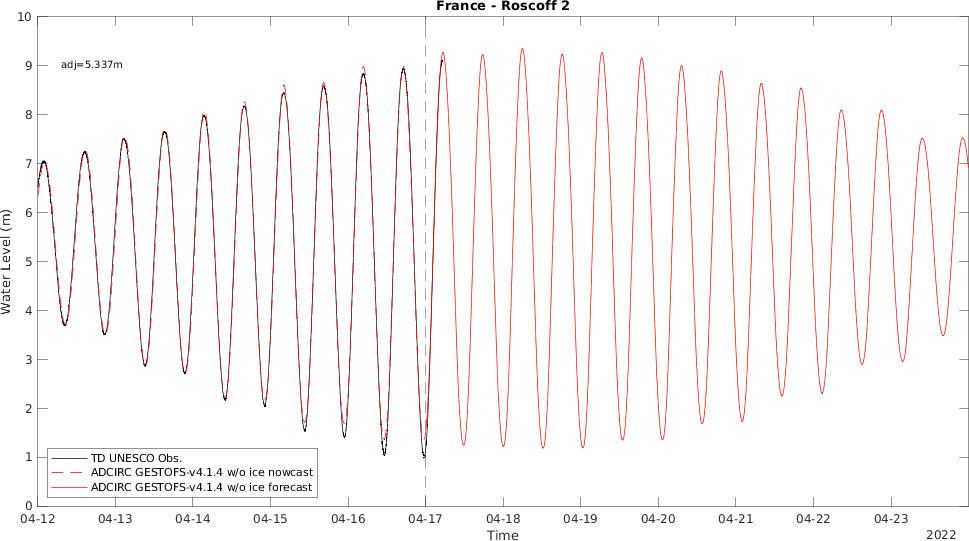 France - Roscoff 2
10
9
8
7
6
5
4
3
2
1
0
Water Level (m)
adj=5.337m
TD UNESCO Obs.
ADCIRC GESTOFS-v4.1.4 w/o ice nowcast
ADCIRC GESTOFS-v4.1.4 w/o ice forecast
04-12 04-13 04-14 04-15 04-16 04-17 04-18 04-19 04-20 04-21 04-22 04-23
Time
2022